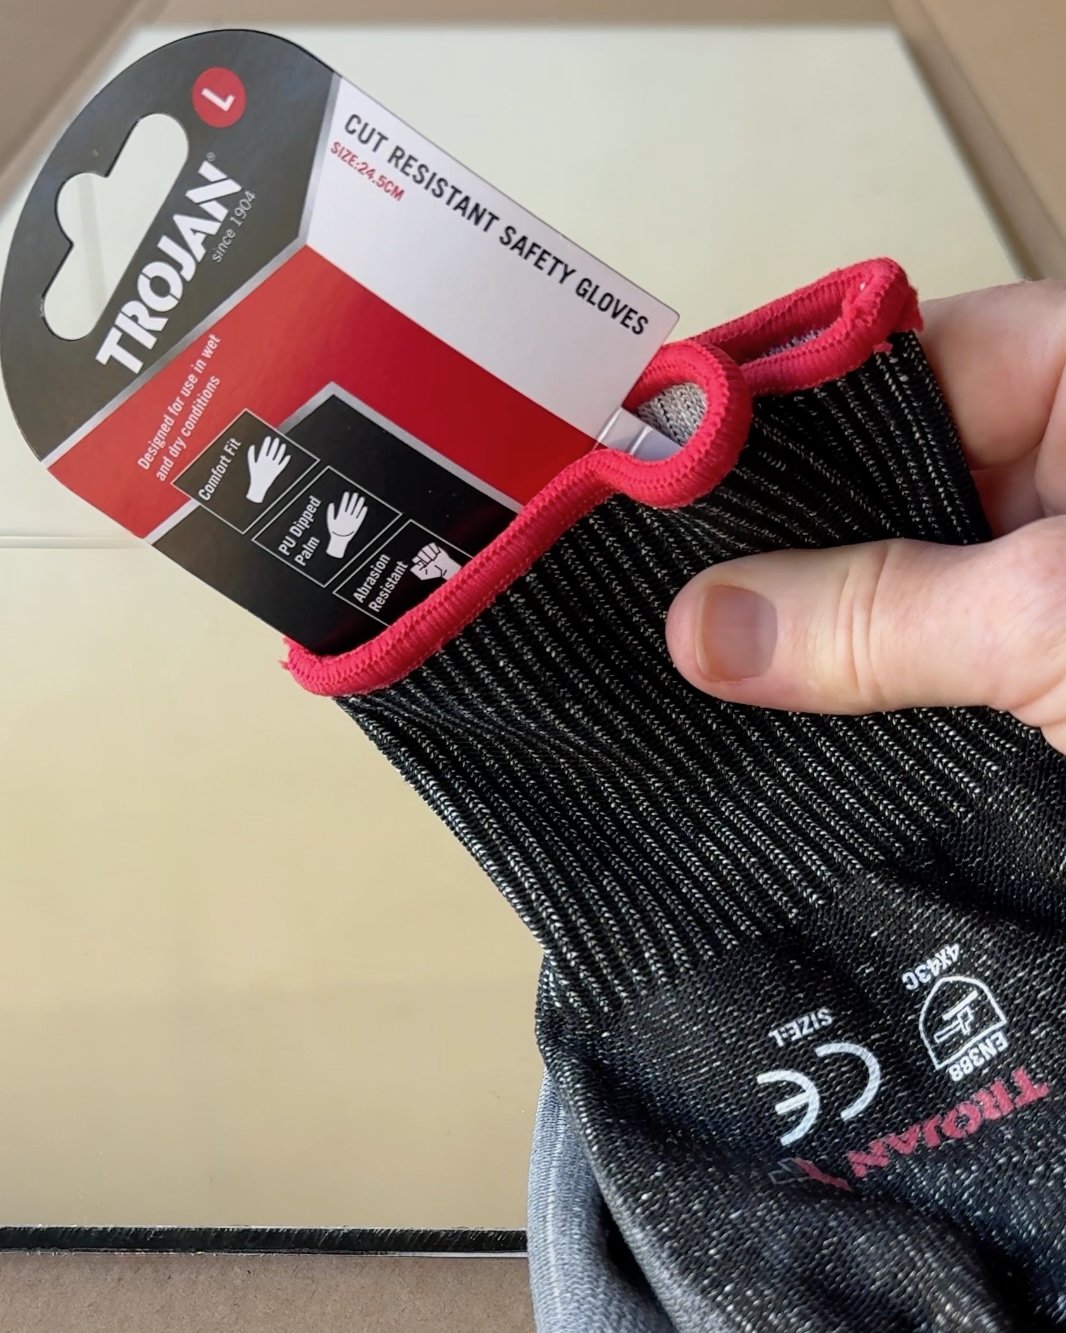 L
TROJAN®
since 1904
CUT RESISTANT SAFETY GLOVES
SIZE:24.5CM
Designed for use in wet
and dry conditions
Comfort Fit
PU Dipped
Palm
Abrasion
Resistant
TROJAN
EN388
4X43C
CE
SIZE:L